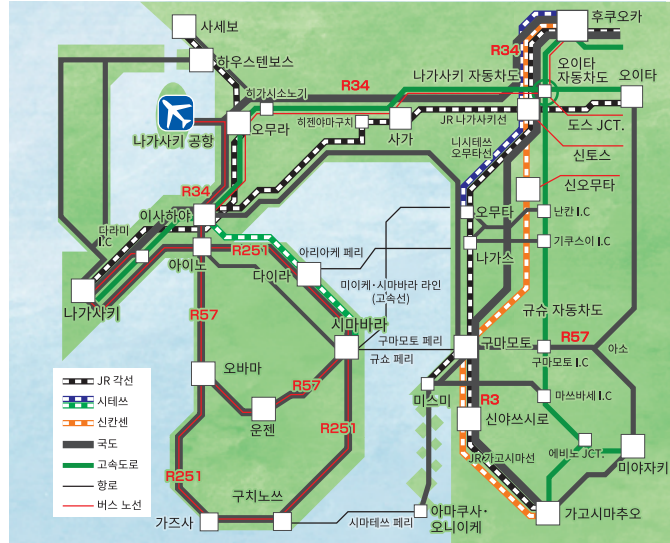 사세보
후쿠오카
하우스텐보스
R34
R34
나가사키 자동차도
오이타
자동차도
오이타
히가시소노기
나가사키 공항
오무라
히젠야마구치
사가
JR 나가사키선
도스 JCT.
니시테쓰
오무타선
신토스
R34
신오무타
이사하야
다라미
I.C
오무타
난칸 I.C
R251
아리아케 페리
아이노
다이라
나가스
기쿠스이 I.C
미이케·시마바라 라인
(고속선)
나가사키
R57
시마바라
규슈 자동차도
구마모토 페리
구마모토
R57
아소
규쇼 페리
구마모토 I.C
오바마
R57
미스미
R3
마쓰바세 I.C
JR 각선
시테쓰
신칸센
국도
고속도로
항로
버스 노선
운젠
신야쓰시로
R251
에비노 JCT.
미야자키
JR가고시마선
R251
구치노쓰
가즈사
시마테쓰 페리
아마쿠사·
오니이케
가고시마추오